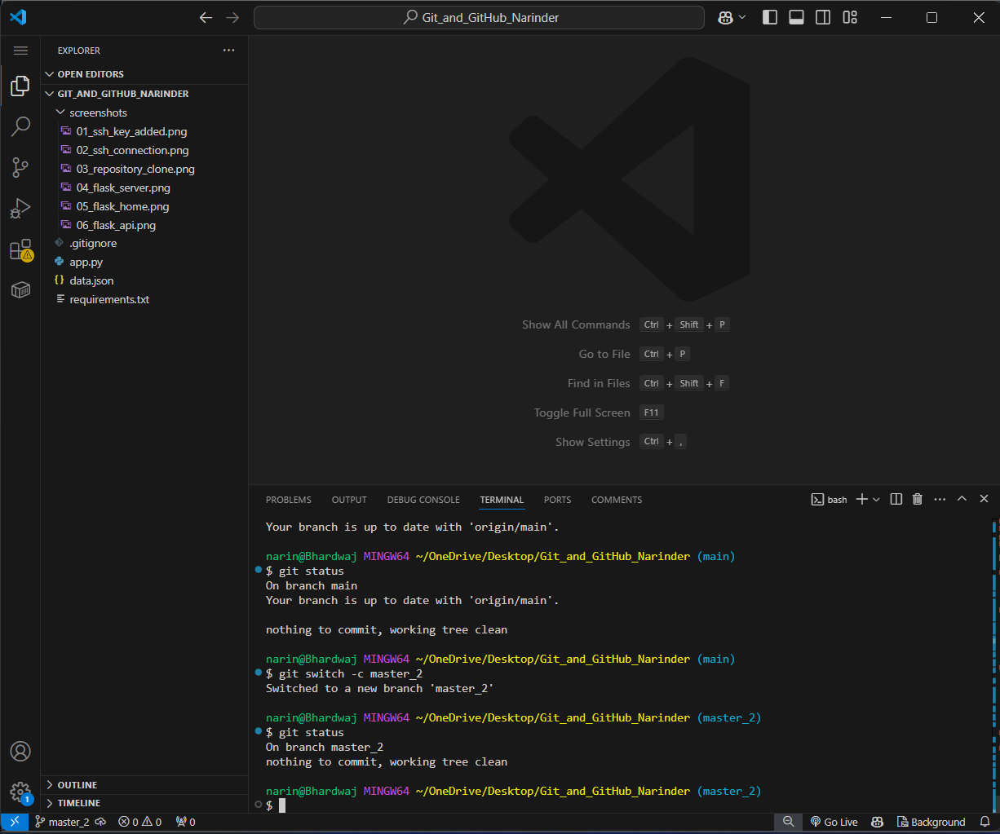 Git_and_GitHub_Narinder
EXPLORER
OPEN EDITORS
GIT_AND_GITHUB_NARINDER
screenshots
01_ssh_key_added.png
02_ssh_connection.png
03_repository_clone.png
04_flask_server.png
05_flask_home.png
06_flask_api.png
.gitignore
app.py
{} data.json
requirements.txt
OUTLINE
TIMELINE
Show All Commands Ctrl + Shift + P
Go to File Ctrl + P
Find in Files Ctrl + Shift + F
Toggle Full Screen F11
Show Settings Ctrl + ,
PROBLEMS OUTPUT DEBUG CONSOLE TERMINAL PORTS COMMENTS bash
Your branch is up to date with 'origin/main'.
narin@Bhardwaj MINGW64 ~/OneDrive/Desktop/Git_and_GitHub_Narinder (main)
$ git status
On branch main
Your branch is up to date with 'origin/main'.
nothing to commit, working tree clean
narin@Bhardwaj MINGW64 ~/OneDrive/Desktop/Git_and_GitHub_Narinder (main)
$ git switch -c master_2
Switched to a new branch 'master_2'
narin@Bhardwaj MINGW64 ~/OneDrive/Desktop/Git_and_GitHub_Narinder (master_2)
$ git status
On branch master_2
nothing to commit, working tree clean
narin@Bhardwaj MINGW64 ~/OneDrive/Desktop/Git_and_GitHub_Narinder (master_2)
$
1
master_2 0 0 0 Go Live Background